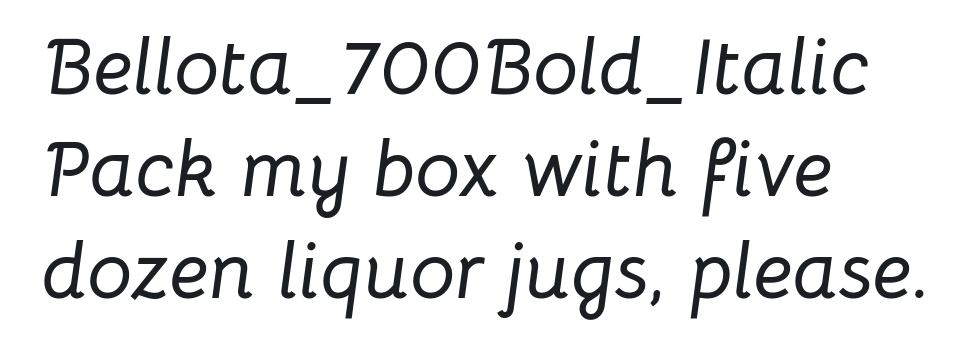 Bellota_700Bold_Italic
Pack my box with five
dozen liquor jugs, please.